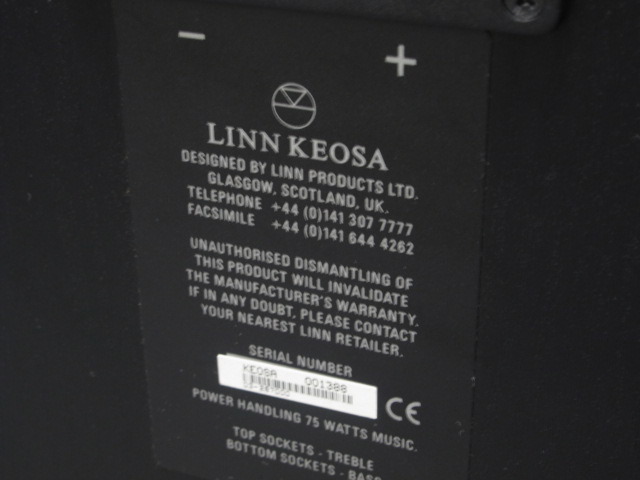 - +
LINN KEOSA
DESIGNED BY LINN PRODUCTS LTD.
GLASGOW, SCOTLAND, UK.
TELEPHONE +44 (0)141 307 7777
FACSIMILE +44 (0)141 644 4262
UNAUTHORISED DISMANTLING OF
THIS PRODUCT WILL INVALIDATE
THE MANUFACTURER'S WARRANTY.
IF IN ANY DOUBT, PLEASE CONTACT
YOUR NEAREST LINN RETAILER.
SERIAL NUMBER
KEOSA 001388
CE
POWER HANDLING 75 WATTS MUSIC.
TOP SOCKETS - TREBLE
BOTTOM SOCKETS - BASS